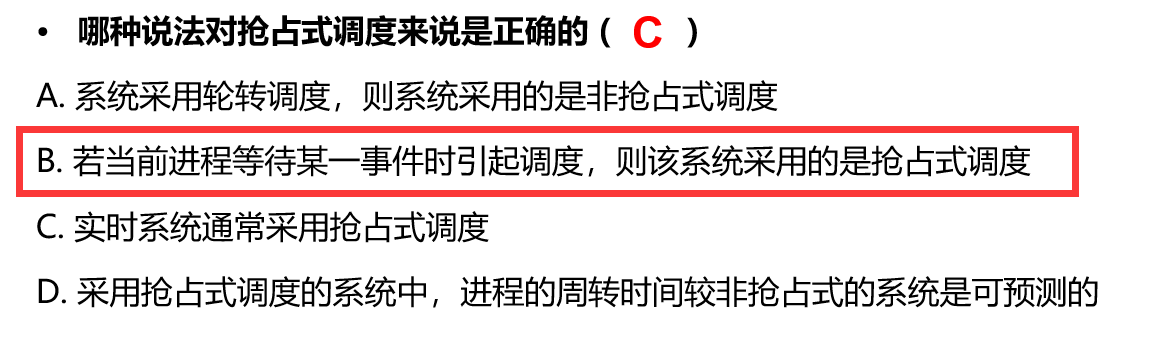 • 哪种说法对抢占式调度来说是正确的（ C ）
A. 系统采用轮转调度，则系统采用的是非抢占式调度
B. 若当前进程等待某一事件时引起调度，则该系统采用的是抢占式调度
C. 实时系统通常采用抢占式调度
D. 采用抢占式调度的系统中，进程的周转时间较非抢占式的系统是可预测的